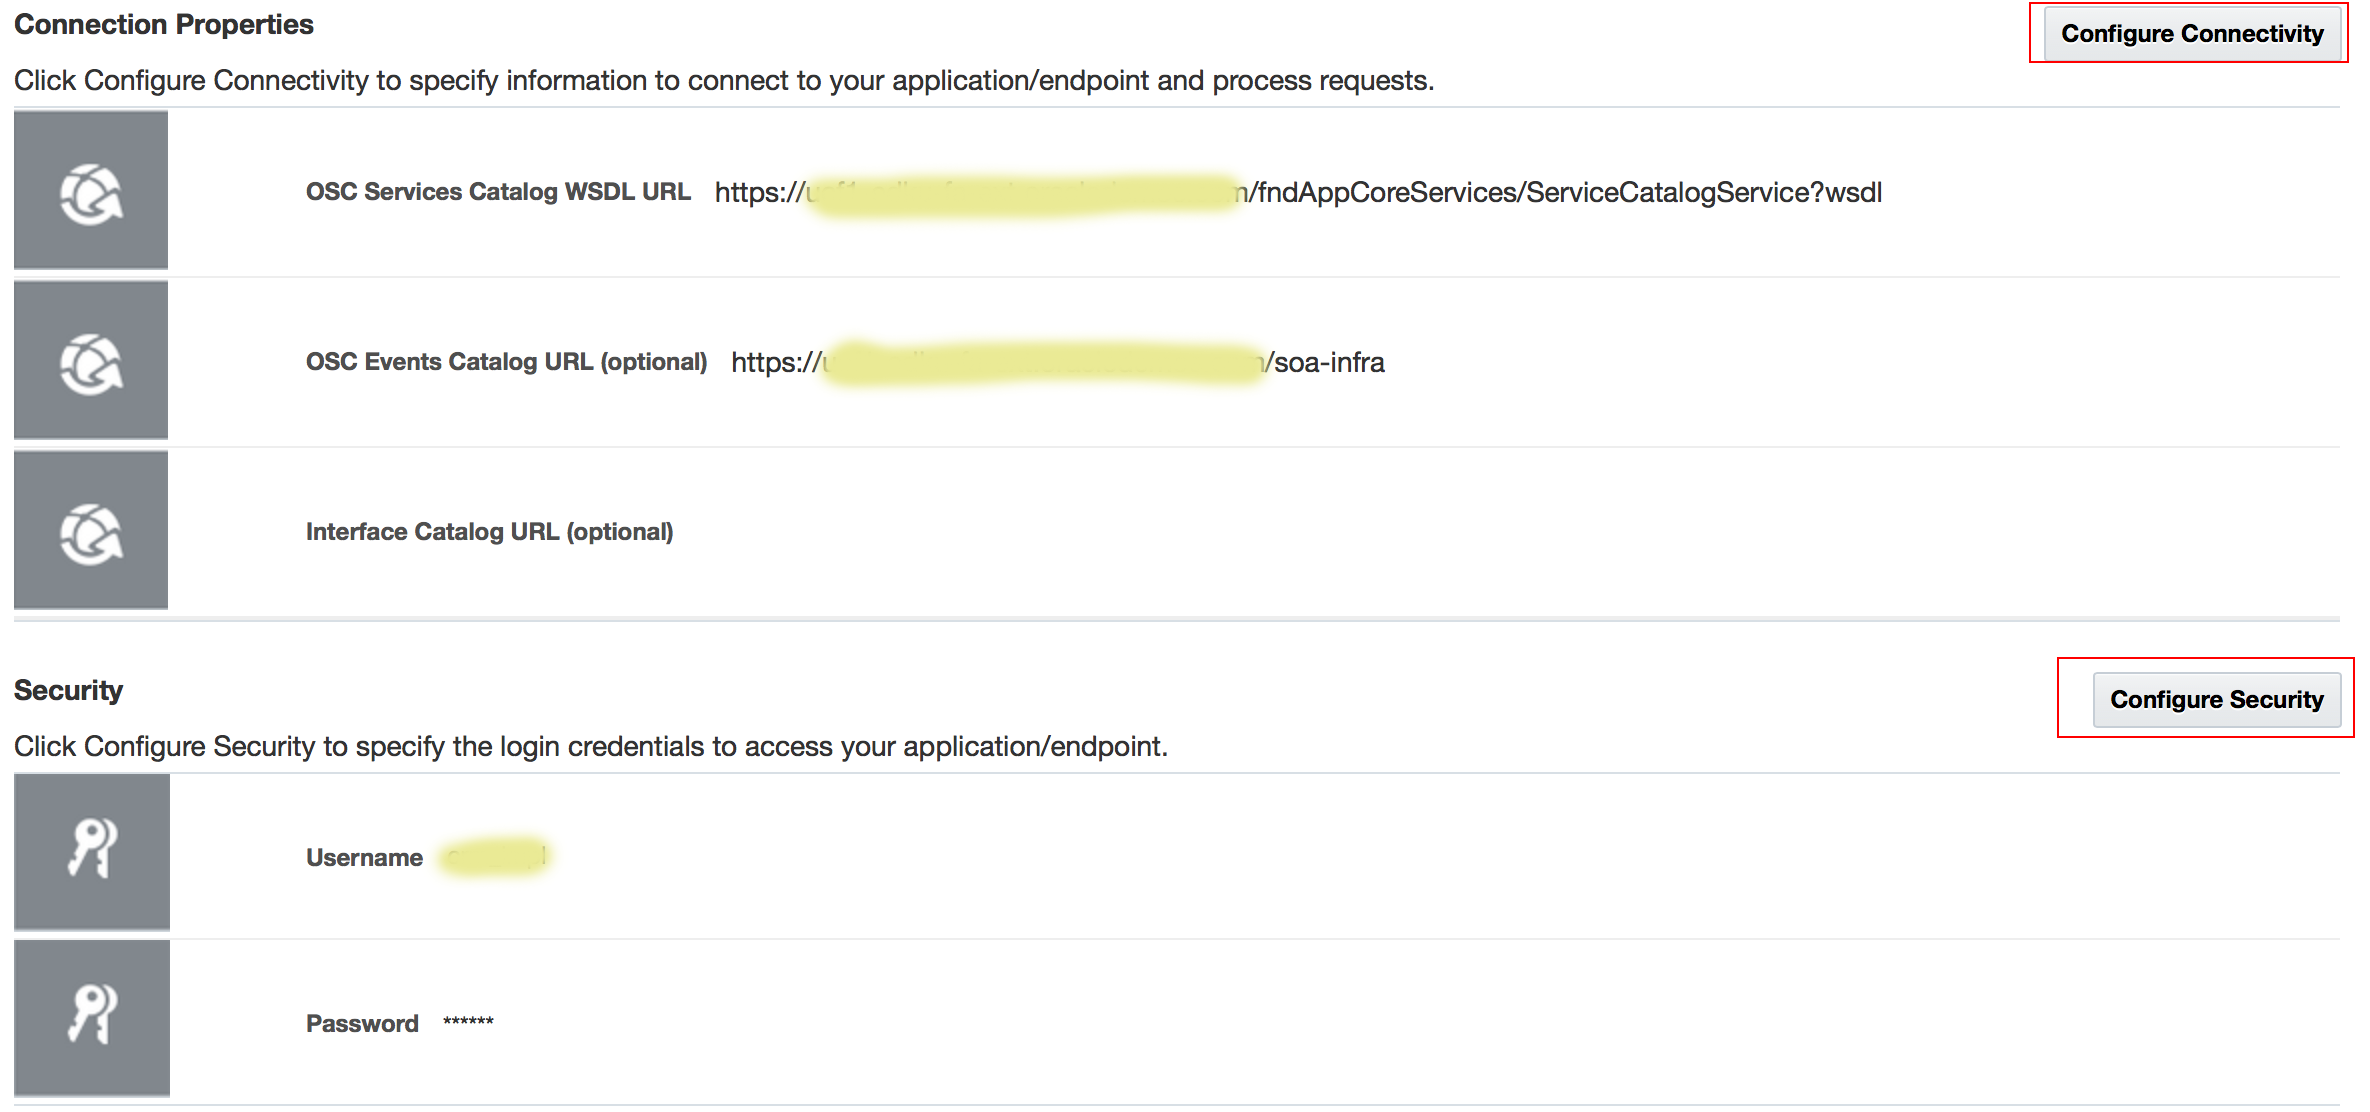 Connection Properties
Configure Connectivity
Click Configure Connectivity to specify information to connect to your application/endpoint and process requests.
OSC Services Catalog WSDL URL https:// /fndAppCoreServices/ServiceCatalogService?wsdl
OSC Events Catalog URL (optional) https:// /soa-infra
Interface Catalog URL (optional)
Security
Configure Security
Click Configure Security to specify the login credentials to access your application/endpoint.
Username
Password ******